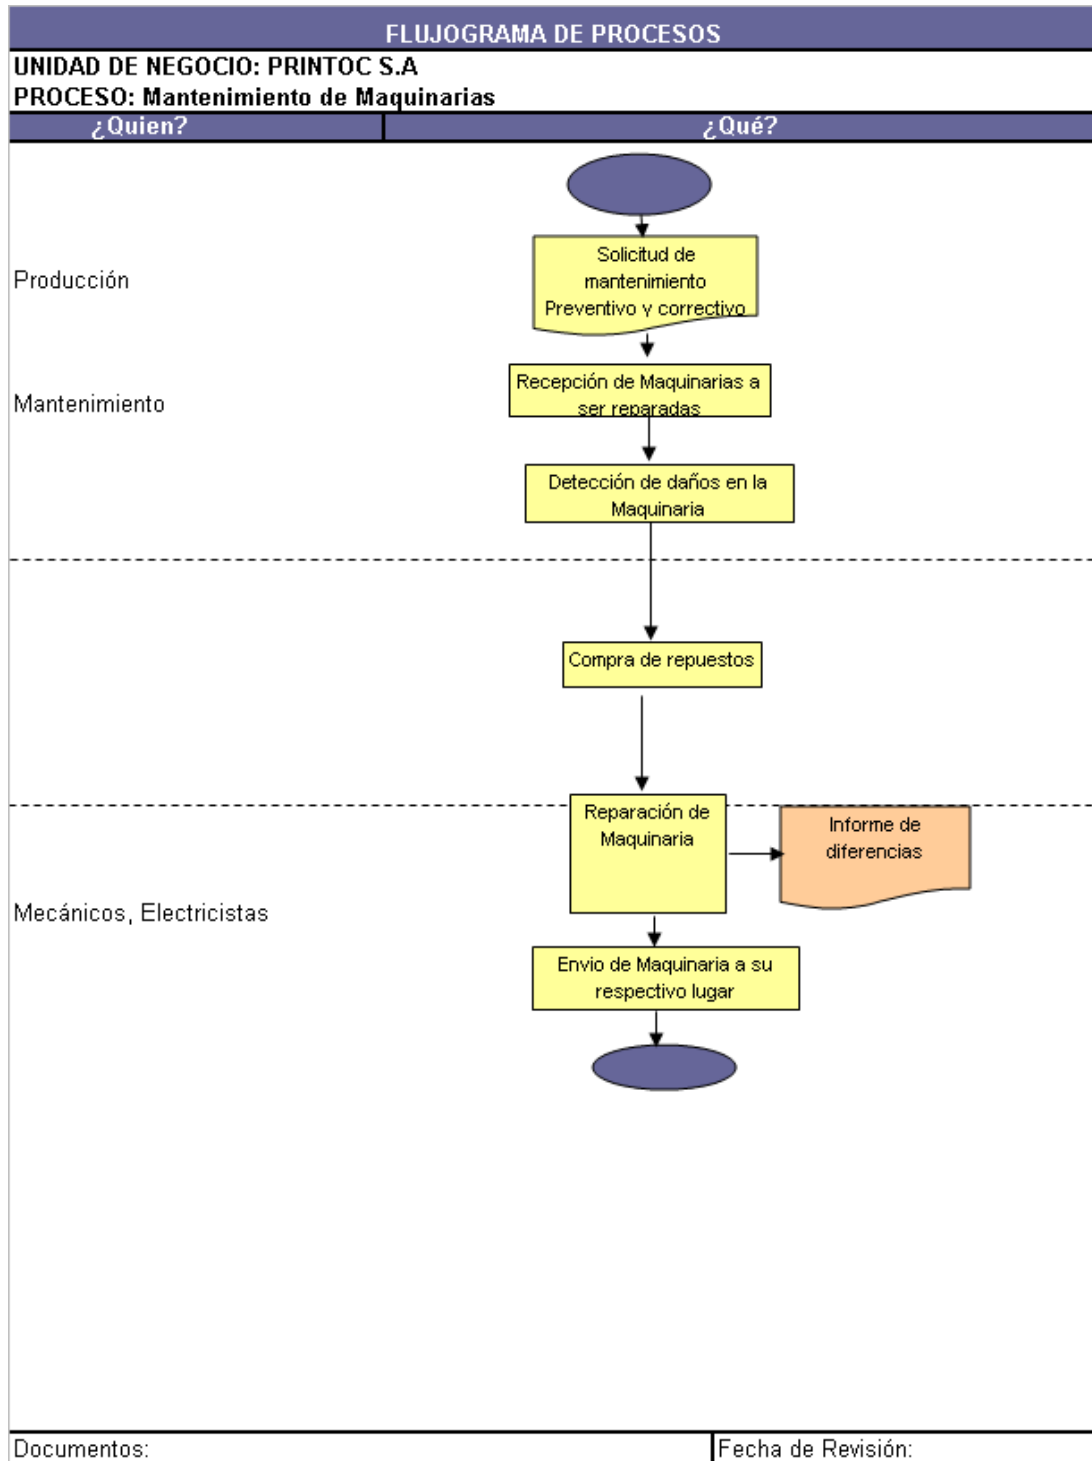 FLUJOGRAMA DE PROCESOS
UNIDAD DE NEGOCIO: PRINTOC S.A
PROCESO: Mantenimiento de Maquinarias
¿Quien?
¿Qué?
Producción
Solicitud de
mantenimiento
Preventivo y correctivo
Mantenimiento
Recepción de Maquinarias a
ser reparadas
Detección de daños en la
Maquinaria
Compra de repuestos
Reparación de
Maquinaria
Informe de
diferencias
Mecánicos, Electricistas
Envio de Maquinaria a su
respectivo lugar
Documentos:
Fecha de Revisión: